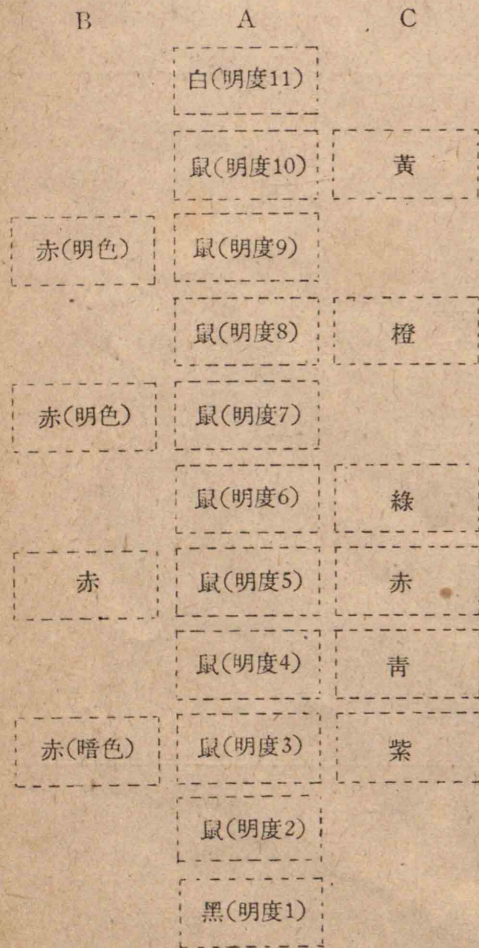 B A C
白(明度11)
鼠(明度10) 黃
赤(明色) 鼠(明度9)
鼠(明度8) 橙
赤(明色) 鼠(明度7)
鼠(明度6) 綠
赤 鼠(明度5) 赤
鼠(明度4) 靑
赤(暗色) 鼠(明度3) 紫
鼠(明度2)
黑(明度1)